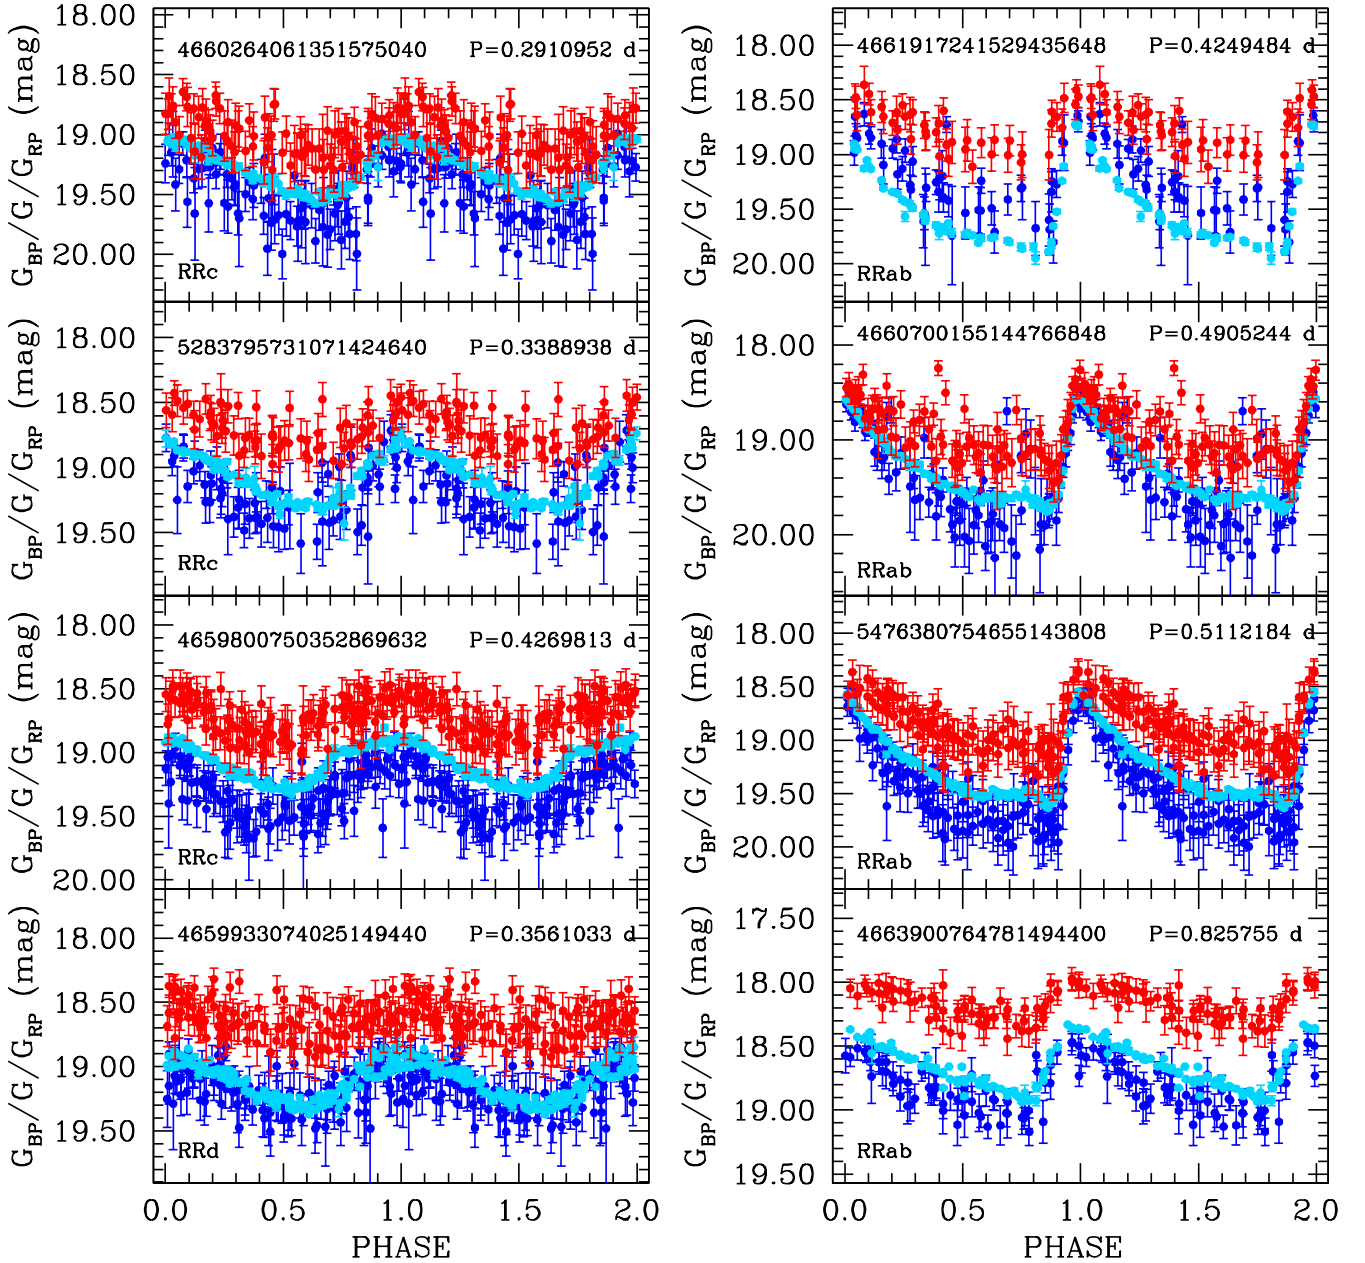 4660264061351575040 P=0.2910952 d
18.00
18.50
19.00
19.50
20.00
G_BP/G/G_RP (mag)
RRc
5283795731071424640 P=0.3388938 d
18.00
18.50
19.00
19.50
G_BP/G/G_RP (mag)
RRc
4659800750352869632 P=0.4269813 d
18.00
18.50
19.00
19.50
20.00
G_BP/G/G_RP (mag)
RRc
4659933074025149440 P=0.3561033 d
18.00
18.50
19.00
19.50
G_BP/G/G_RP (mag)
RRd
0.0 0.5 1.0 1.5 2.0
PHASE
4661917241529435648 P=0.4249484 d
18.00
18.50
19.00
19.50
20.00
G_BP/G/G_RP (mag)
RRab
4660700155144766848 P=0.4905244 d
18.00
19.00
20.00
G_BP/G/G_RP (mag)
RRab
5476380754655143808 P=0.5112184 d
18.00
18.50
19.00
19.50
20.00
G_BP/G/G_RP (mag)
RRab
4663900764781494400 P=0.825755 d
17.50
18.00
18.50
19.00
19.50
G_BP/G/G_RP (mag)
RRab
0.0 0.5 1.0 1.5 2.0
PHASE